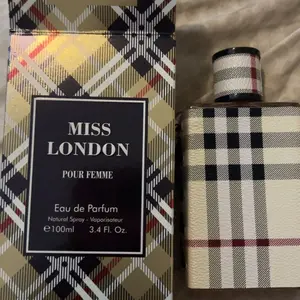 MISS
LONDON
POUR FEMME
Eau de Parfum
Natural Spray - Vaporisateur
e100ml 3.4 Fl. Oz.